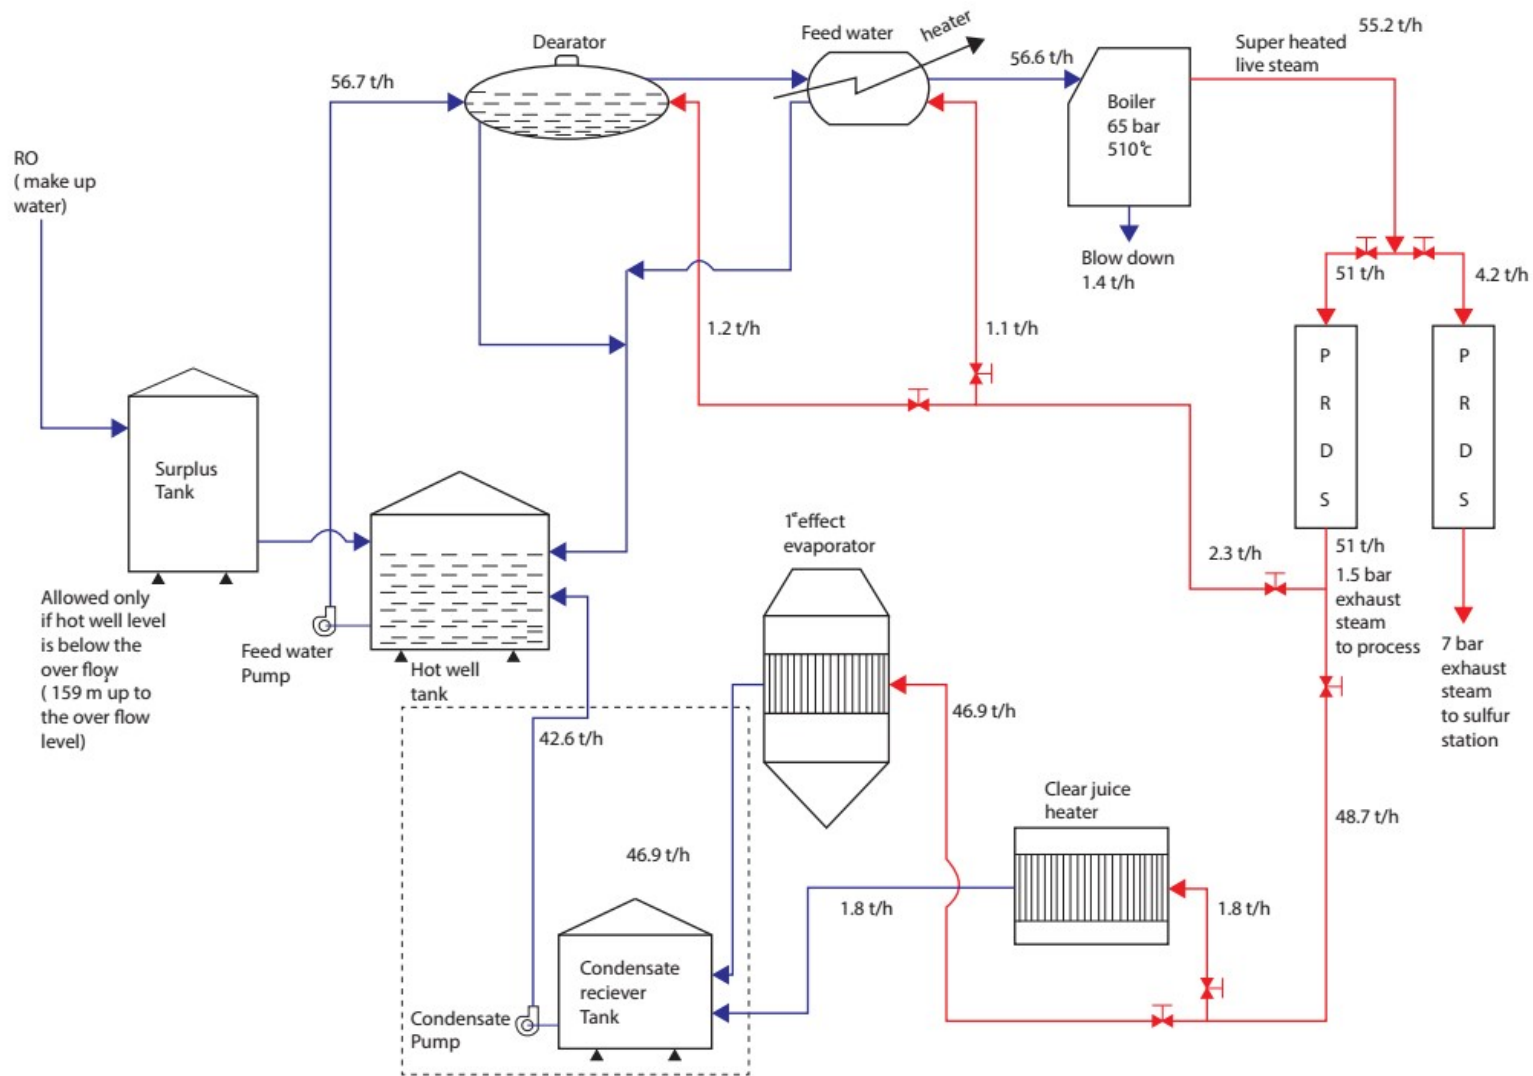 Dearator
Feed water
heater
56.7 t/h
56.6 t/h
Super heated
live steam
55.2 t/h
Boiler
65 bar
510°c
RO
( make up
water)
Blow down
1.4 t/h
51 t/h
4.2 t/h
1.2 t/h
1.1 t/h
P
R
D
S
P
R
D
S
Surplus
Tank
1st effect
evaporator
2.3 t/h
51 t/h
1.5 bar
exhaust
steam
to process
Allowed only
if hot well level
is below the
over flow
( 159 m up to
the over flow
level)
Feed water
Pump
Hot well
tank
7 bar
exhaust
steam
to sulfur
station
42.6 t/h
46.9 t/h
Clear juice
heater
48.7 t/h
46.9 t/h
1.8 t/h
1.8 t/h
Condensate
reciever
Tank
Condensate
Pump